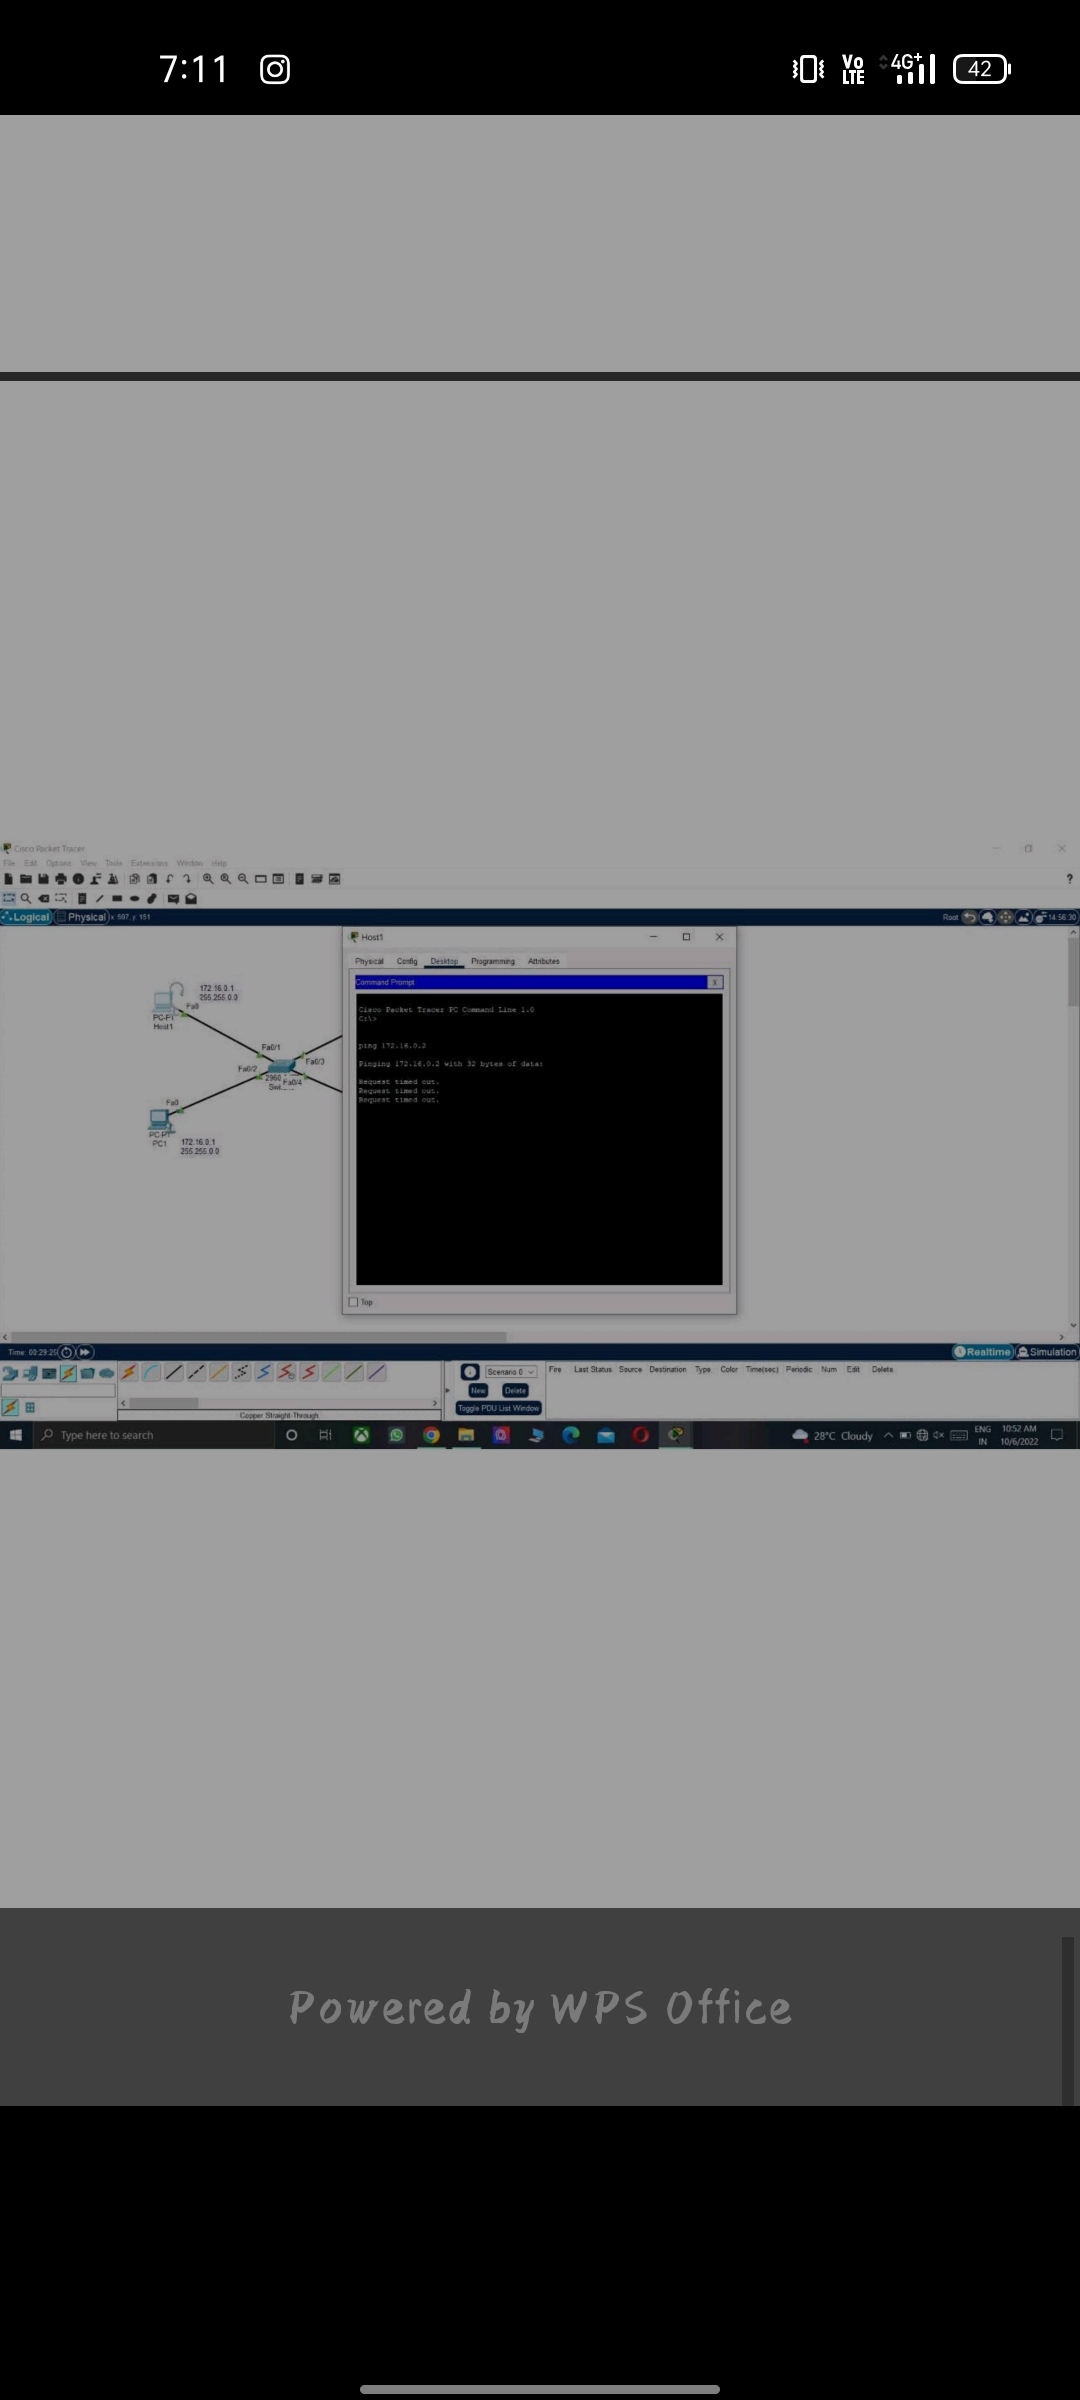 7:11
Vo LTE 4G+ 42
Cisco Packet Tracer
File Edit Options View Tools Extensions Window Help
?
Logical Physical x: 597, y: 151
Root 14:56:30
Host1
Physical Config Desktop Programming Attributes
Command Prompt
X
Cisco Packet Tracer PC Command Line 1.0
C:\>
ping 172.16.0.2
Pinging 172.16.0.2 with 32 bytes of data:
Request timed out.
Request timed out.
Request timed out.
Top
172.16.0.1
255.255.0.0
Fa0
PC-PT
Host1
Fa0/1
Fa0/3
Fa0/2
2960
Fa0/4
Fa0
PC-PT
PC1
172.16.0.1
255.255.0.0
Time: 00:29:25
Realtime Simulation
Scenario 0
New Delete
Toggle PDU List Window
Fire Last Status Source Destination Type Color Time(sec) Periodic Num Edit Delete
Copper Straight-Through
Type here to search
28°C Cloudy
ENG
IN
10:52 AM
10/6/2022
Powered by WPS Office